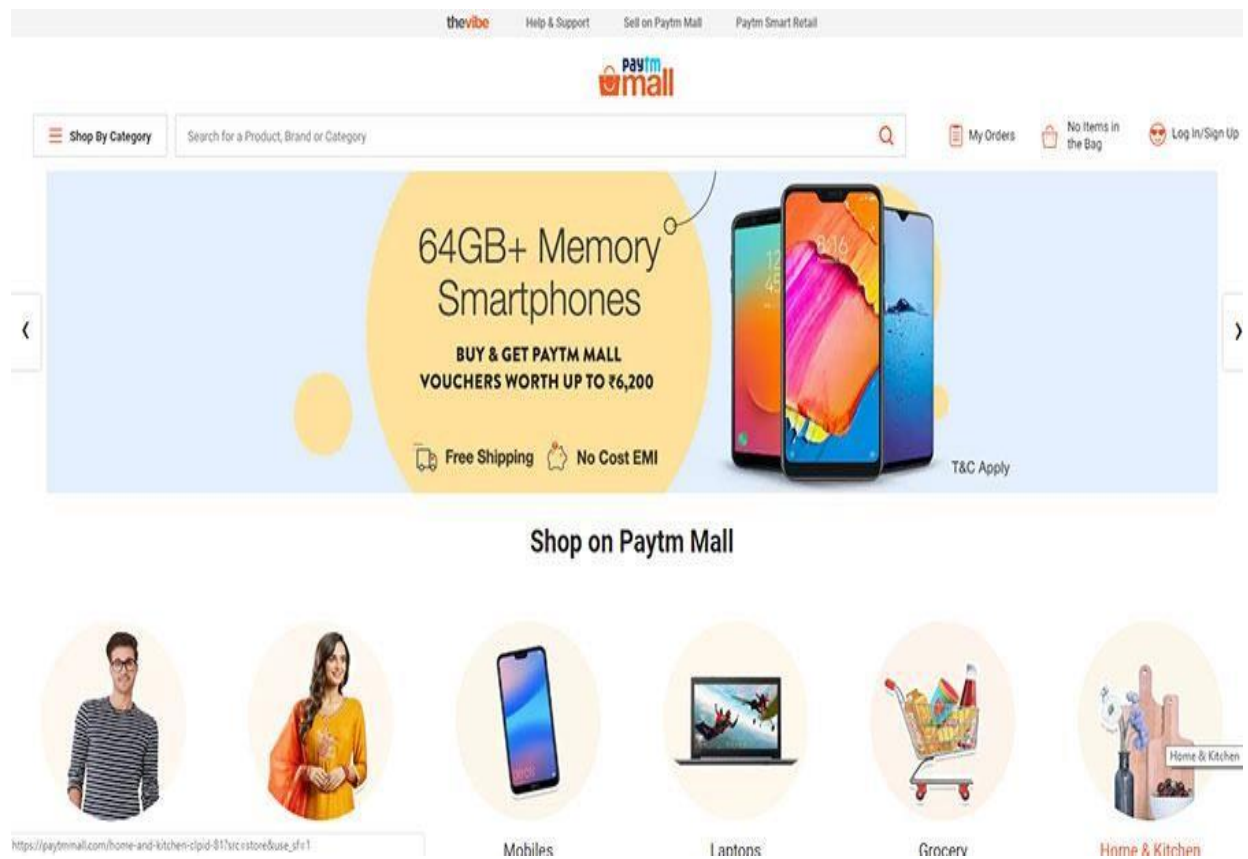 thevibe Help & Support Sell on Paytm Mall Paytm Smart Retail
paytm
mall
Shop By Category Search for a Product, Brand or Category My Orders No Items in the Bag Log In/Sign Up
64GB+ Memory
Smartphones
BUY & GET PAYTM MALL
VOUCHERS WORTH UP TO ₹6,200
Free Shipping No Cost EMI
T&C Apply
8:16
Shop on Paytm Mall
Home & Kitchen
https://paytmmall.com/home-and-kitchen-clpid-81?src=store&use_sf=1
Mobiles Laptops Grocery Home & Kitchen